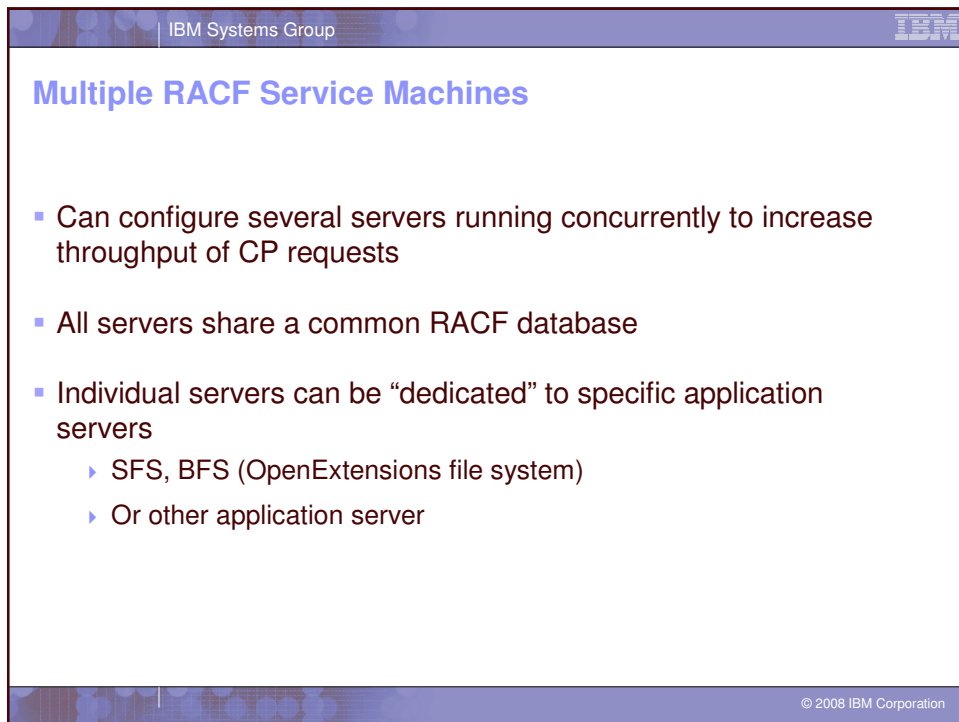 IBM Systems Group
IBM
Multiple RACF Service Machines
▪ Can configure several servers running concurrently to increase
throughput of CP requests
▪ All servers share a common RACF database
▪ Individual servers can be “dedicated” to specific application
servers
SFS, BFS (OpenExtensions file system)
Or other application server
© 2008 IBM Corporation